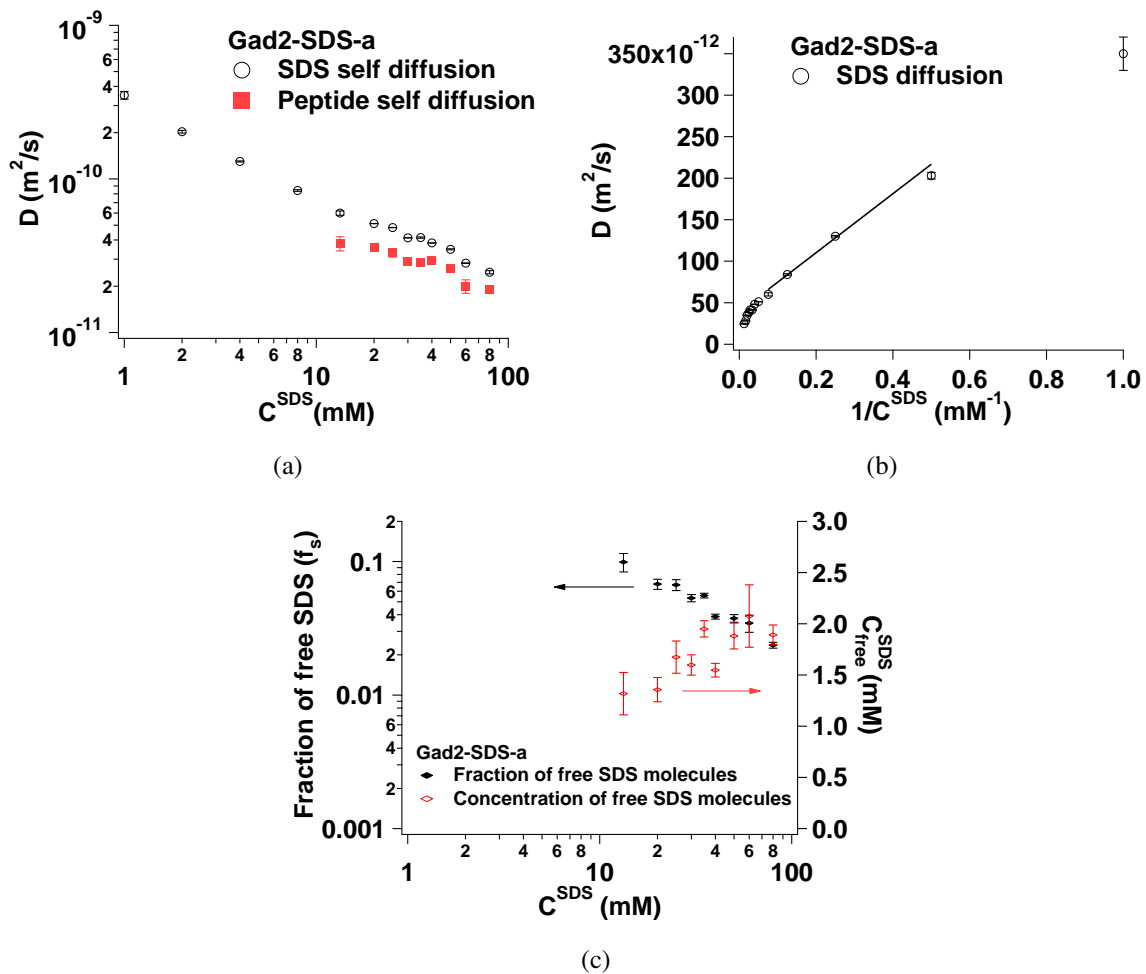 10^-9
10^-10
10^-11
4
2
6
4
2
6
4
2
D (m^2/s)
Gad2-SDS-a
SDS self diffusion
Peptide self diffusion
1 2 4 6 8 10 2 4 6 8 100
C^SDS (mM)
(a)
350x10^-12
300
250
200
150
100
50
0
D (m^2/s)
Gad2-SDS-a
SDS diffusion
0.0 0.2 0.4 0.6 0.8 1.0
1/C^SDS (mM^-1)
(b)
Fraction of free SDS (f_s)
2
0.1
8
6
4
2
0.01
8
6
4
2
0.001
3.0
2.5
2.0
1.5
1.0
0.5
0.0
C_free^SDS (mM)
Gad2-SDS-a
Fraction of free SDS molecules
Concentration of free SDS molecules
1 2 4 6 8 10 2 4 6 8 100
C^SDS (mM)
(c)